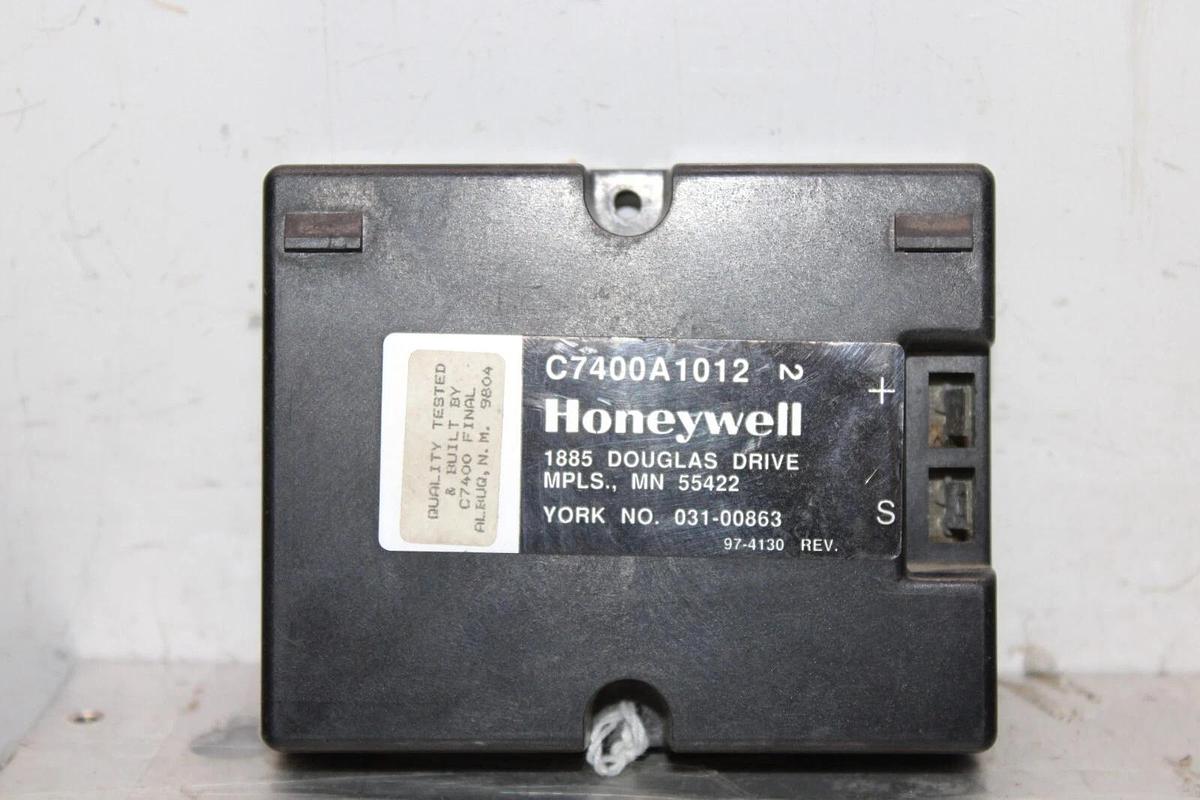 QUALITY TESTED
& BUILT BY
C7400 FINAL
ALBUQ, N.M. 9804
C7400A1012 2
Honeywell
1885 DOUGLAS DRIVE
MPLS., MN 55422
YORK NO. 031-00863
97-4130 REV.
+
S